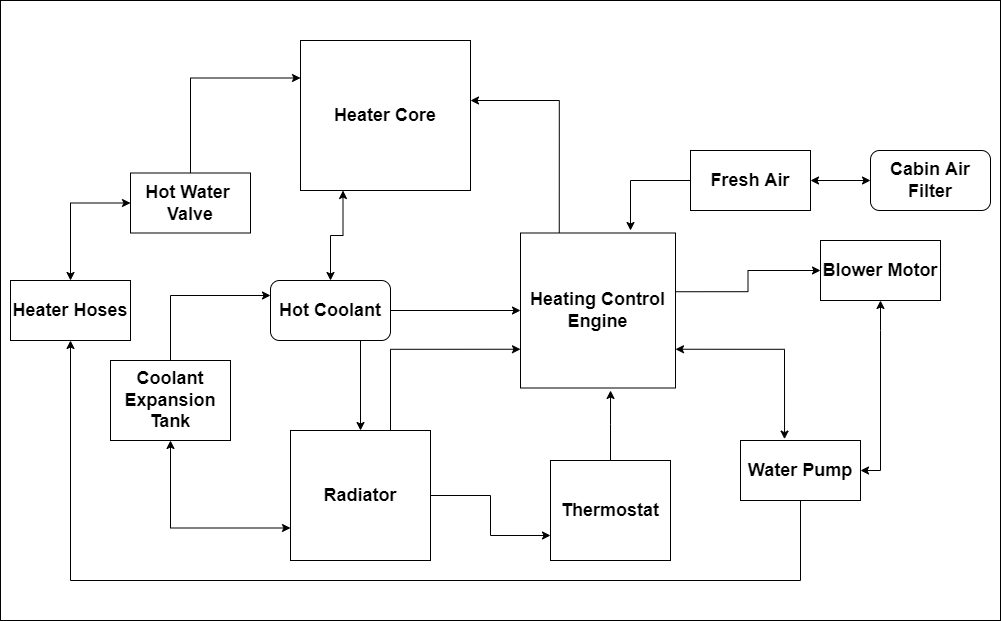 Heater Core
Hot Water
Valve
Fresh Air
Cabin Air
Filter
Heater Hoses
Hot Coolant
Heating Control
Engine
Blower Motor
Coolant
Expansion
Tank
Radiator
Thermostat
Water Pump